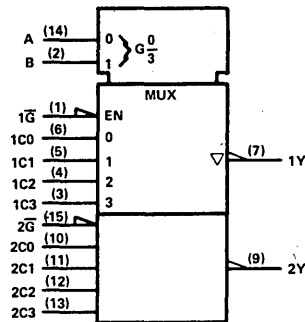 A (14) 0 G 0/3
B (2) 1
MUX
1G̅ (1) EN
1C0 (6) 0
1C1 (5) 1 ▽ (7) 1Y
1C2 (4) 2
1C3 (3) 3
2G̅ (15)
2C0 (10)
2C1 (11) (9) 2Y
2C2 (12)
2C3 (13)